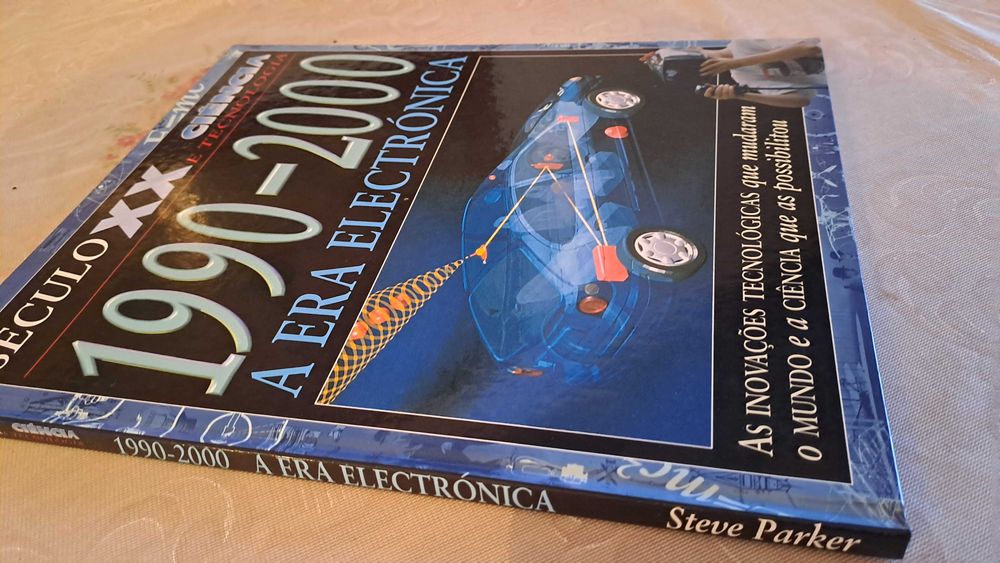 SÉCULO XX CIÊNCIA
E TECNOLOGIA
1990-2000
A ERA ELECTRÓNICA
AS INOVAÇÕES TECNOLÓGICAS que mudaram
O MUNDO e a CIÊNCIA que as possibilitou
CIÊNCIA
1990-2000 A ERA ELECTRÓNICA
Steve Parker
=mc2